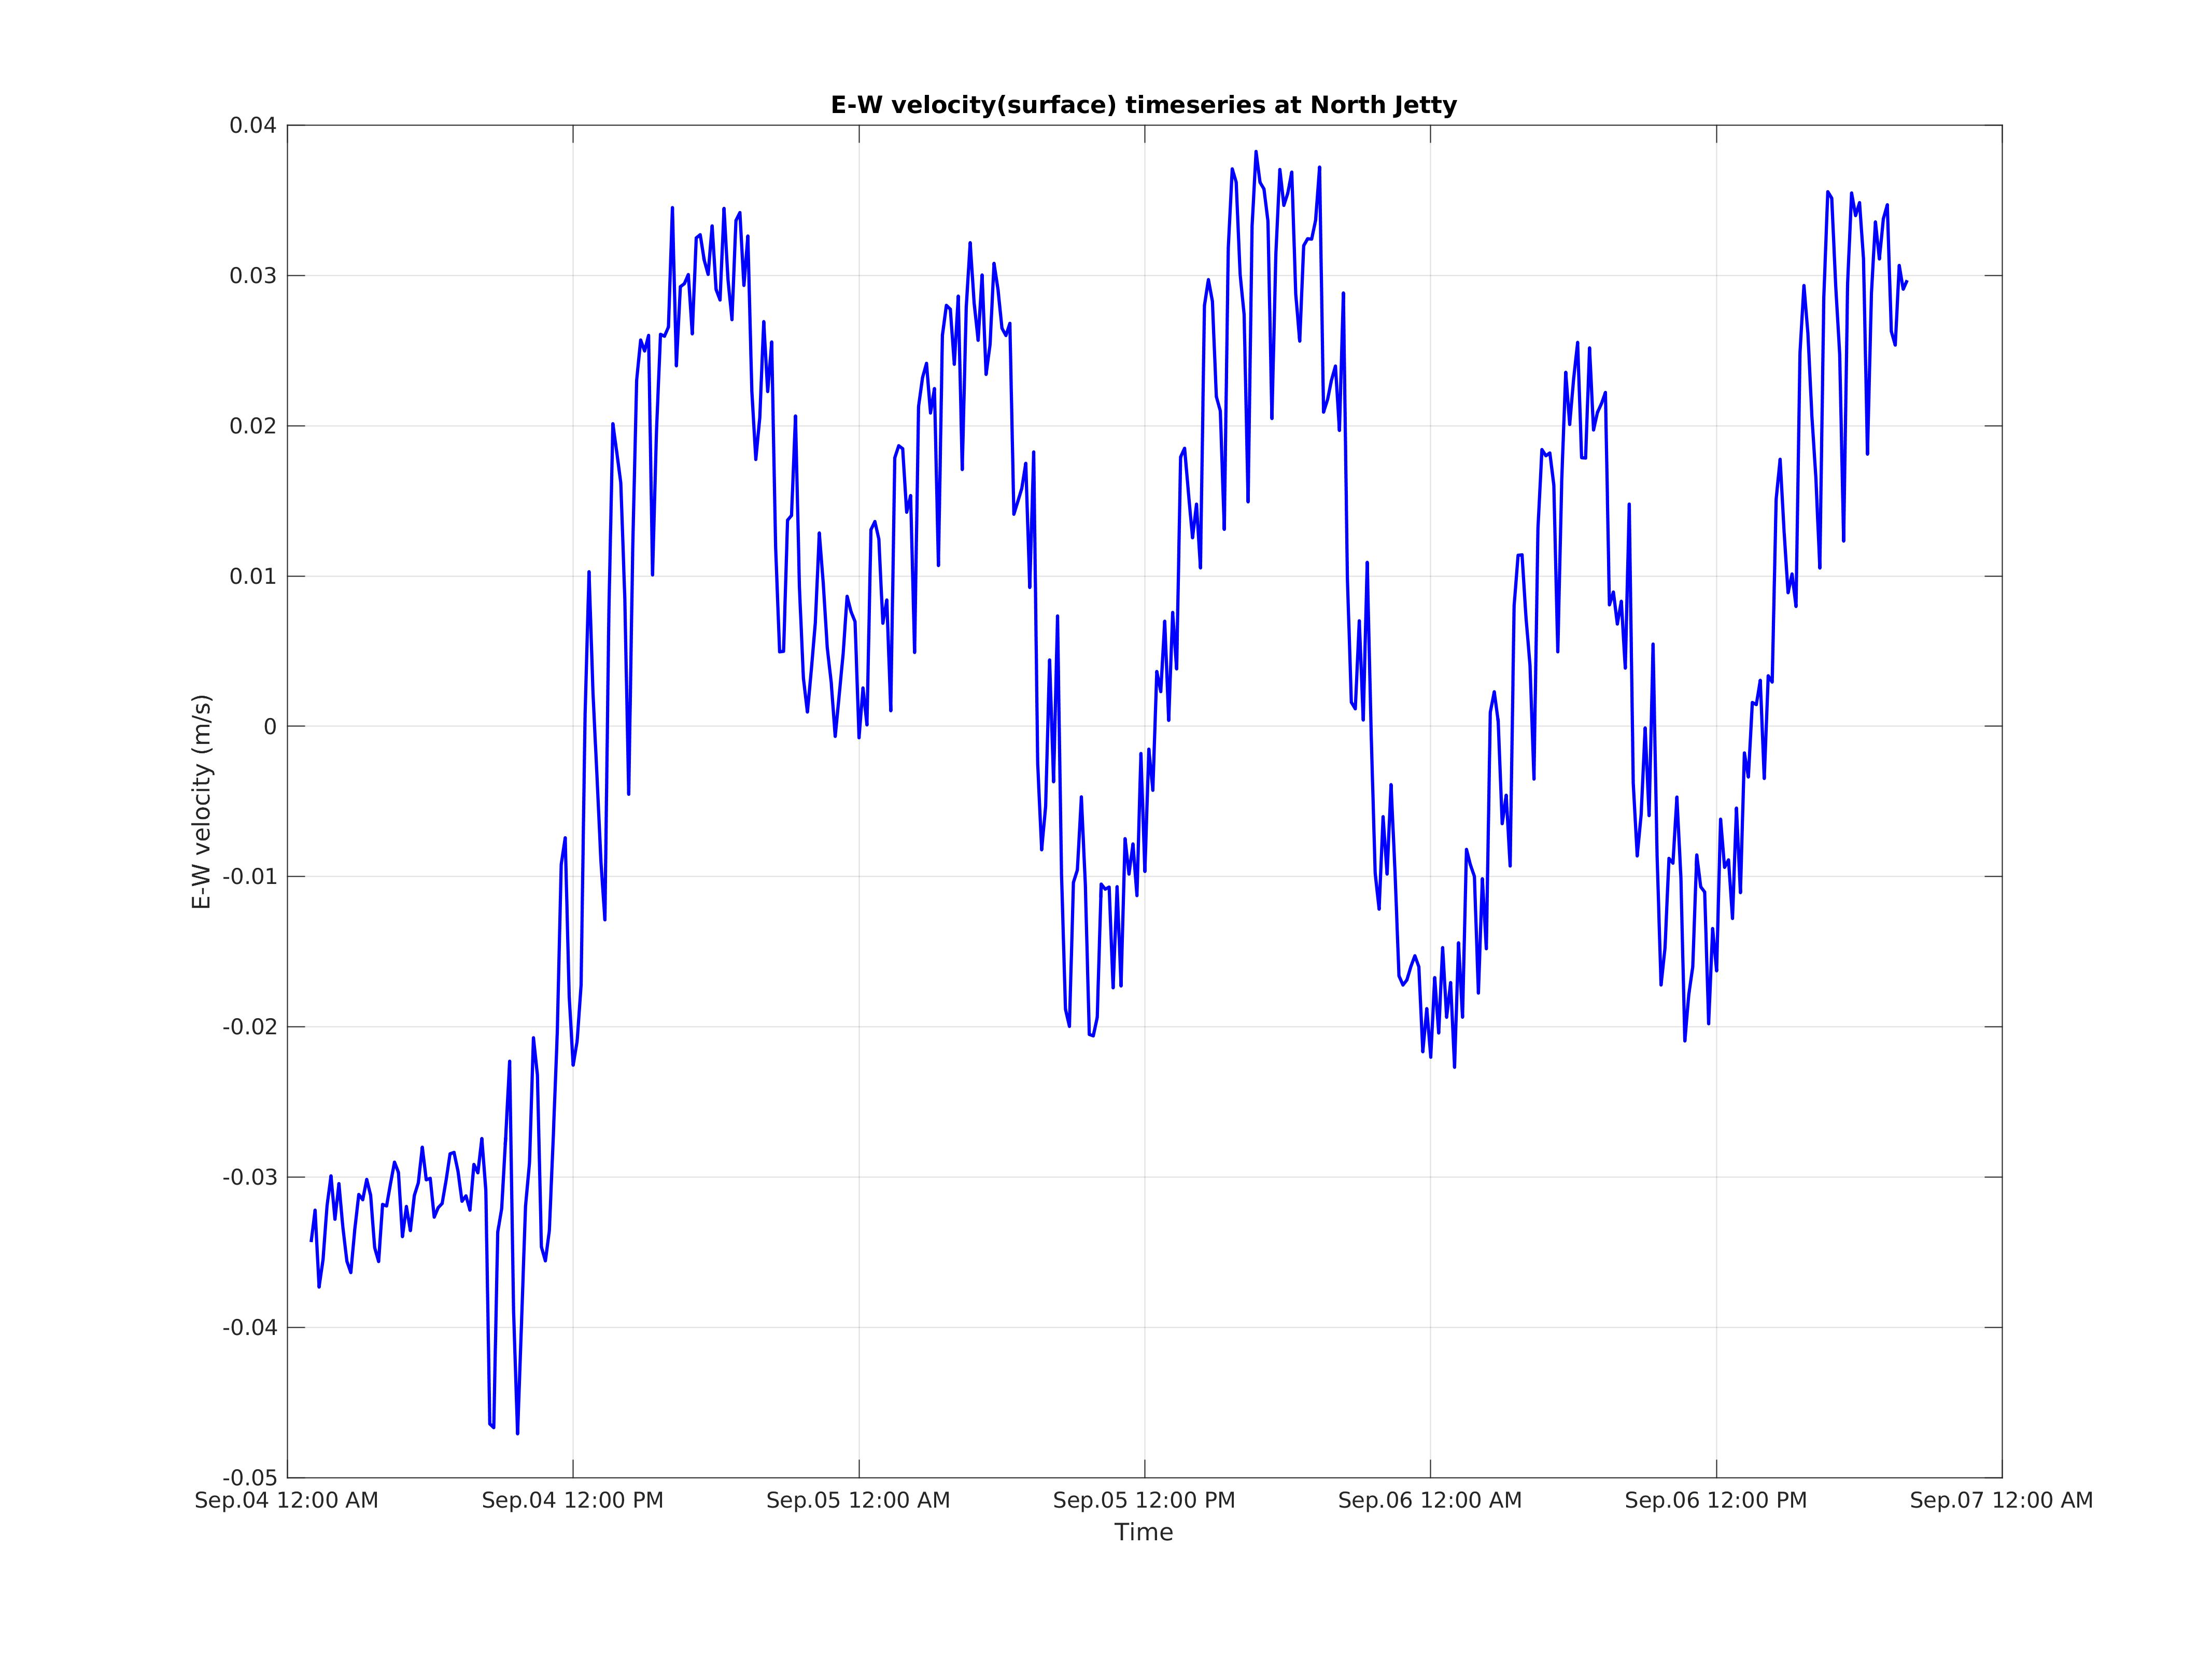 E-W velocity(surface) timeseries at North Jetty
0.04
0.03
0.02
0.01
0
-0.01
-0.02
-0.03
-0.04
-0.05
E-W velocity (m/s)
Sep.04 12:00 AM Sep.04 12:00 PM Sep.05 12:00 AM Sep.05 12:00 PM Sep.06 12:00 AM Sep.06 12:00 PM Sep.07 12:00 AM
Time